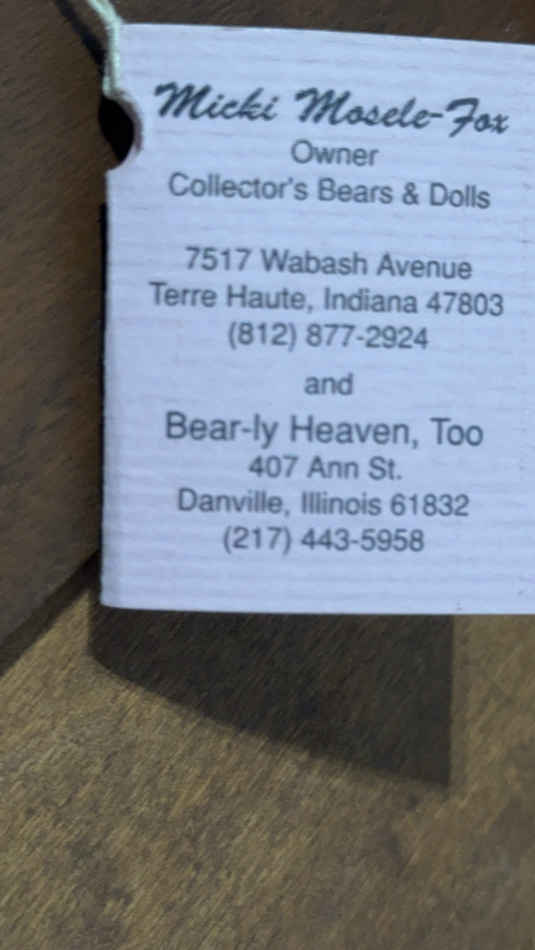 Micki Mosele-Fox
Owner
Collector's Bears & Dolls
7517 Wabash Avenue
Terre Haute, Indiana 47803
(812) 877-2924
and
Bear-ly Heaven, Too
407 Ann St.
Danville, Illinois 61832
(217) 443-5958